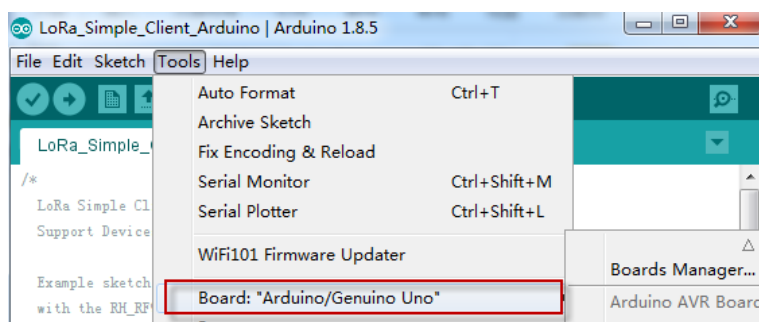 LoRa_Simple_Client_Arduino | Arduino 1.8.5
File Edit Sketch Tools Help
Auto Format Ctrl+T
Archive Sketch
LoRa_Simple_
Fix Encoding & Reload
/*
Serial Monitor Ctrl+Shift+M
LoRa Simple Cl
Serial Plotter Ctrl+Shift+L
Support Device
WiFi101 Firmware Updater
Boards Manager...
Example sketch
Board: "Arduino/Genuino Uno"
Arduino AVR Board
with the RH_RF